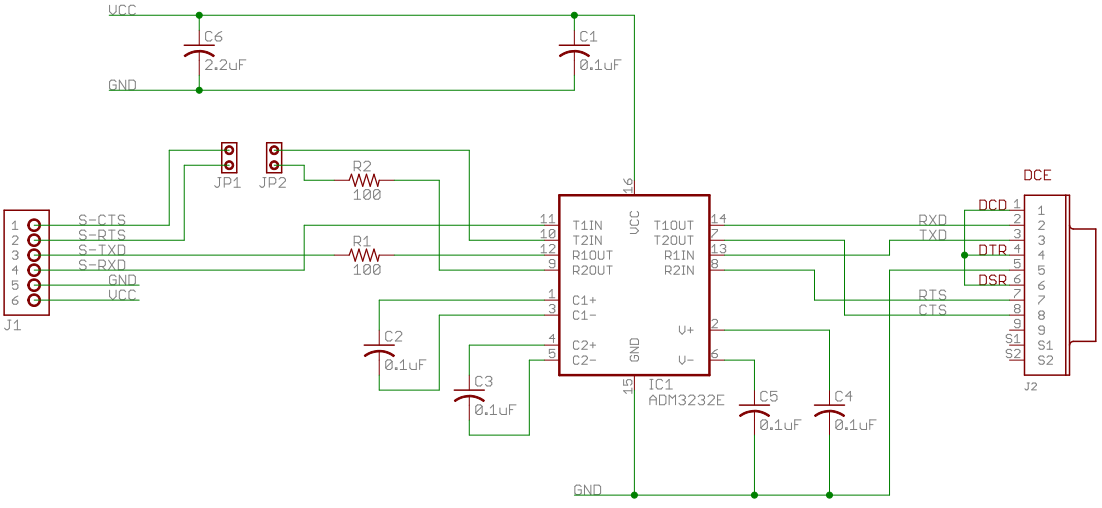 VCC
C6
2.2uF
C1
0.1uF
GND
JP1
JP2
R2
100
R1
100
1 S-CTS
2 S-RTS
3 S-TXD
4 S-RXD
5 GND
6 VCC
J1
C2
0.1uF
C3
0.1uF
16
VCC
11 T1IN T1OUT 14
10 T2IN T2OUT 7
12 R1OUT R1IN 13
9 R2OUT R2IN 8
1 C1+
3 C1-
V+ 2
4 C2+
5 C2- V- 6
GND
15
IC1
ADM3232E
C5
0.1uF
C4
0.1uF
GND
DCE
DCD 1 1
RXD 2 2
TXD 3 3
DTR 4 4
5 5
DSR 6 6
RTS 7 7
CTS 8 8
9 9
S1 S1
S2 S2
J2